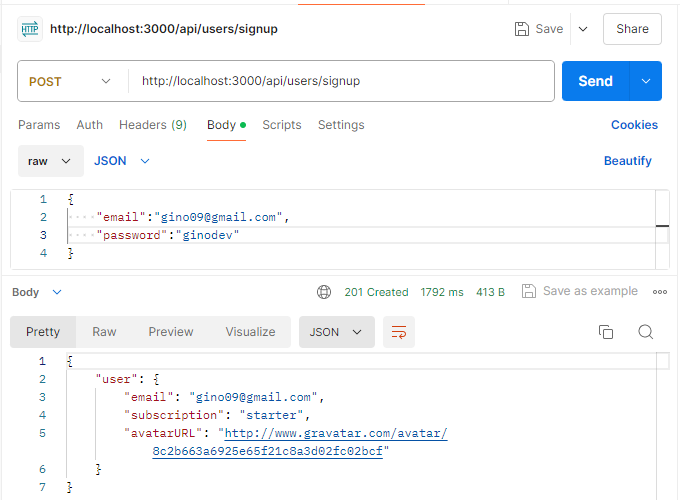 HTTP http://localhost:3000/api/users/signup Save Share
POST http://localhost:3000/api/users/signup Send
Params Auth Headers (9) Body Scripts Settings Cookies
raw JSON Beautify
1 {
2 "email":"gino09@gmail.com",
3 "password":"ginodev"
4 }
Body 201 Created 1792 ms 413 B Save as example
Pretty Raw Preview Visualize JSON
1 {
2 "user": {
3 "email": "gino09@gmail.com",
4 "subscription": "starter",
5 "avatarURL": "http://www.gravatar.com/avatar/
8c2b663a6925e65f21c8a3d02fc02bcf"
6 }
7 }